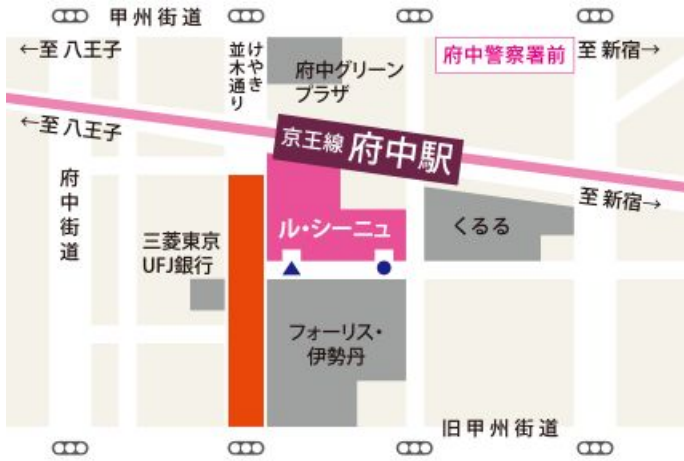 甲州街道
←至 八王子
けやき
並木通り
府中グリーン
プラザ
府中警察署前
至 新宿→
←至 八王子
京王線 府中駅
府中街道
至 新宿→
ル・シーニュ
くるる
三菱東京
UFJ銀行
フォーリス・
伊勢丹
旧甲州街道